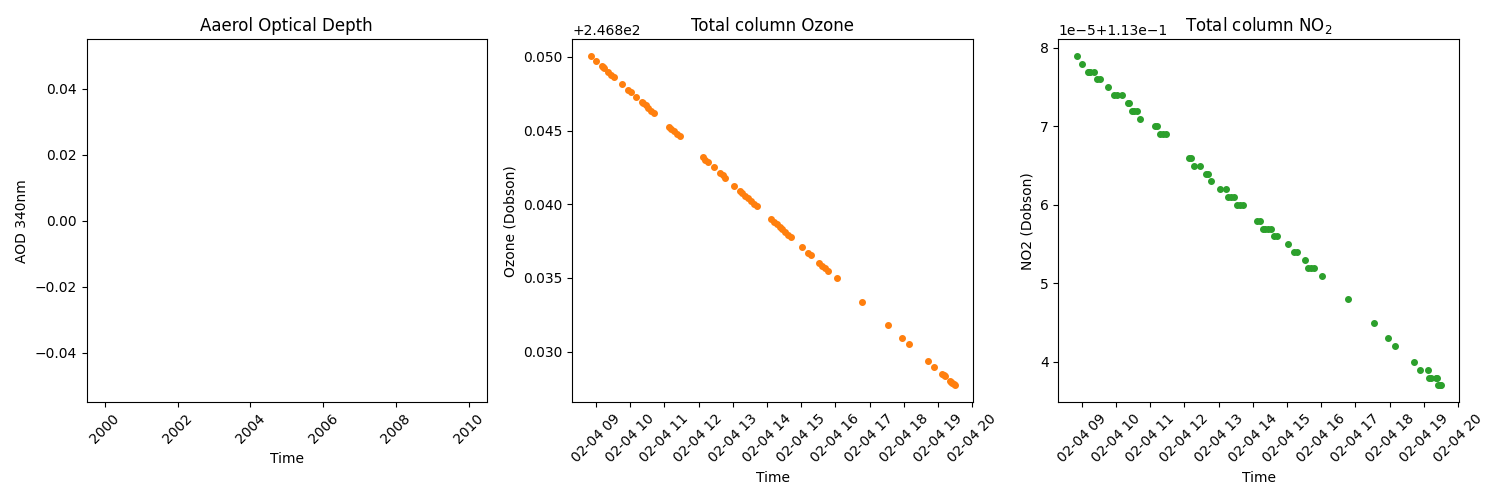 Aaerol Optical Depth
AOD 340nm
0.04
0.02
0.00
−0.02
−0.04
2000 2002 2004 2006 2008 2010
Time
Total column Ozone
+2.468e2
Ozone (Dobson)
0.050
0.045
0.040
0.035
0.030
02-04 09 02-04 10 02-04 11 02-04 12 02-04 13 02-04 14 02-04 15 02-04 16 02-04 17 02-04 18 02-04 19 02-04 20
Time
Total column NO₂
1e−5+1.13e−1
NO2 (Dobson)
8
7
6
5
4
02-04 09 02-04 10 02-04 11 02-04 12 02-04 13 02-04 14 02-04 15 02-04 16 02-04 17 02-04 18 02-04 19 02-04 20
Time